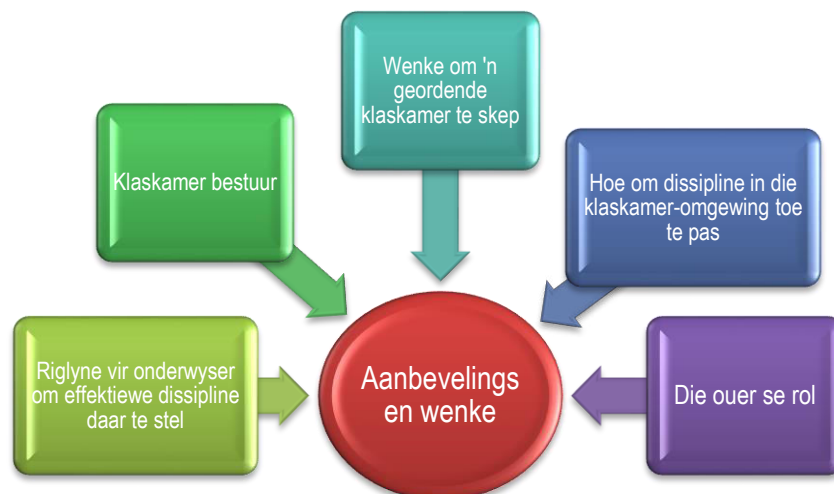 Wenke om 'n
geordende
klaskamer te skep
Klaskamer bestuur
Hoe om dissipline in die
klaskamer-omgewing toe
te pas
Riglyne vir onderwyser
om effektiewe dissipline
daar te stel
Aanbevelings
en wenke
Die ouer se rol